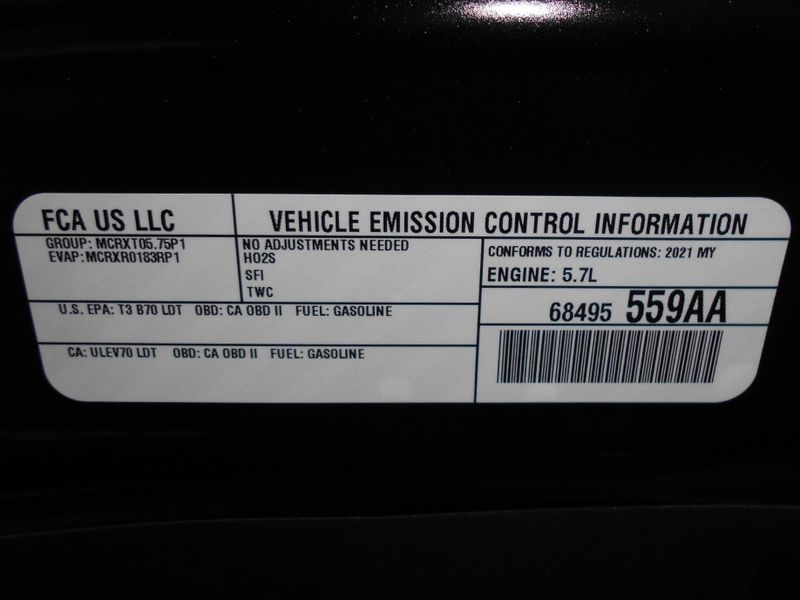 FCA US LLC
VEHICLE EMISSION CONTROL INFORMATION
GROUP: MCRXT05.75P1
EVAP: MCRXR0183RP1
NO ADJUSTMENTS NEEDED
HO2S
SFI
TWC
CONFORMS TO REGULATIONS: 2021 MY
ENGINE: 5.7L
U.S. EPA: T3 B70 LDT OBD: CA OBD II FUEL: GASOLINE
68495 559AA
CA: ULEV70 LDT OBD: CA OBD II FUEL: GASOLINE